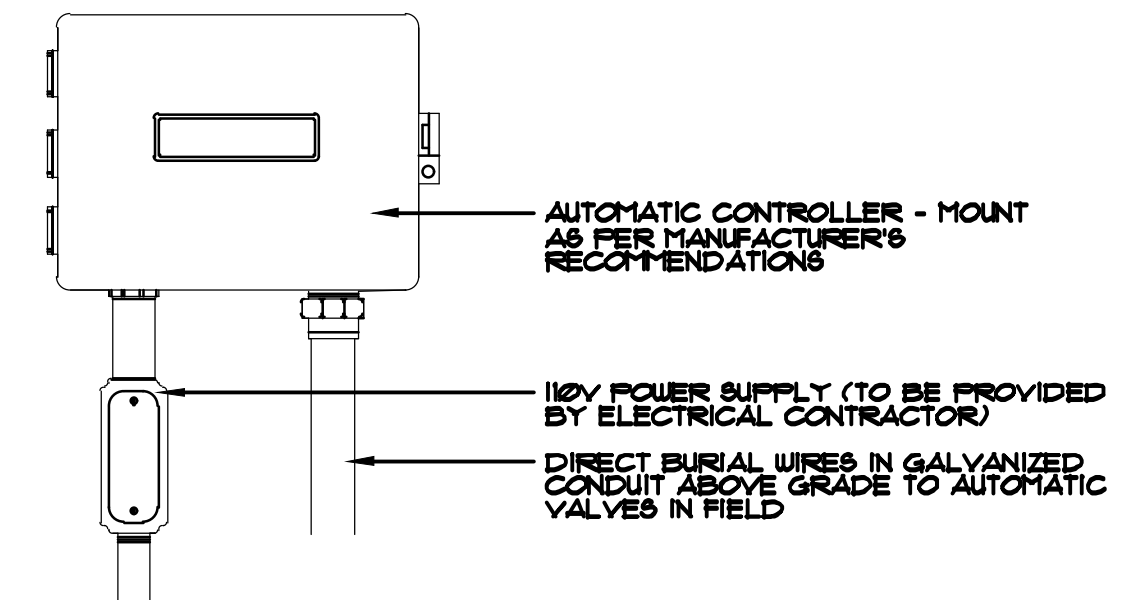 AUTOMATIC CONTROLLER - MOUNT
AS PER MANUFACTURER'S
RECOMMENDATIONS
110V POWER SUPPLY (TO BE PROVIDED
BY ELECTRICAL CONTRACTOR)
DIRECT BURIAL WIRES IN GALVANIZED
CONDUIT ABOVE GRADE TO AUTOMATIC
VALVES IN FIELD